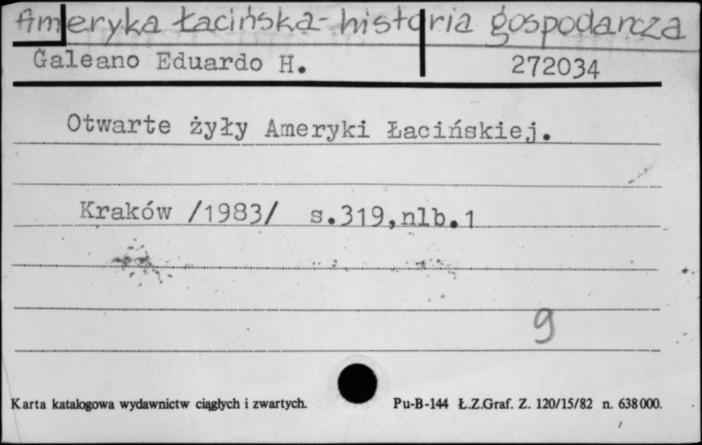 Ameryka Łacińska - historia gospodarcza
Galeano Eduardo H. 272034
Otwarte żyły Ameryki Łacińskiej.
Kraków /1983/ s.319,nlb.1
9
Karta katalogowa wydawnictw ciągłych i zwartych. Pu-B-144 Ł.Z.Graf. Z. 120/15/82 n. 638000.